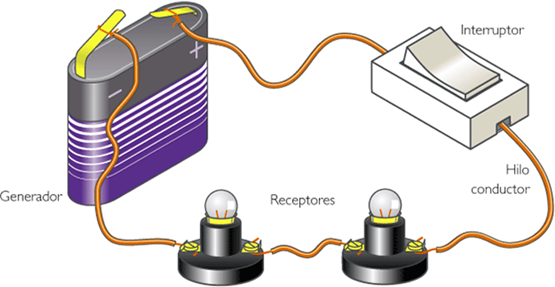 Interruptor
Hilo
conductor
Generador
Receptores
−
+